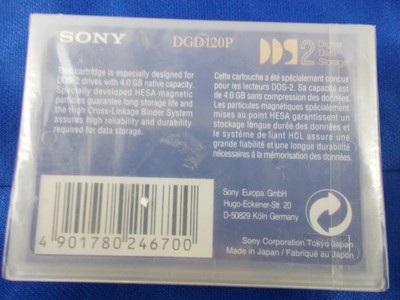 SONY
DGD120P
DDS2 Digital Data Storage
This cartridge is especially designed for
DDS-2 drives with 4.0 GB native capacity.
Specially developed HESA magnetic
particles guarantee long storage life and
the High Cross-Linkage Binder System
assures high reliability and durability
required for data storage.
Cette cartouche a été spécialement conçue
pour les lecteurs DDS-2. Sa capacité est
de 4.0 GB sans compression des données.
Les particules magnétiques spécialement
mises au point HESA garantissent un
stockage longue durée des données et
le système de liant HCL assure une
grande fiabilité et une longue durabilité
nécessaires à la mémorisation des données.
Sony Europa GmbH
Hugo-Eckener-Str. 20
D-50829 Köln Germany
4 901780 246700
Sony Corporation Tokyo Japan
Made in Japan / Fabriqué au Japon